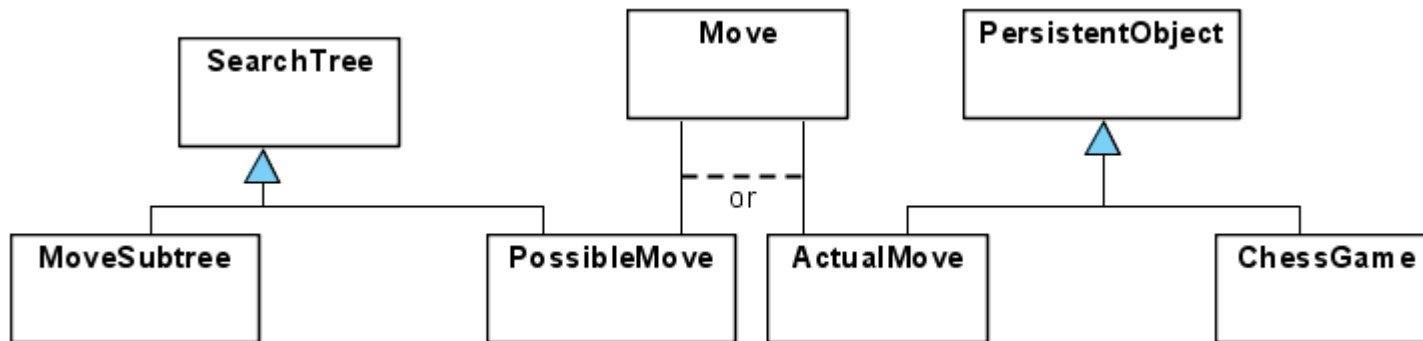 SearchTree
Move
PersistentObject
or
MoveSubtree
PossibleMove
ActualMove
ChessGame